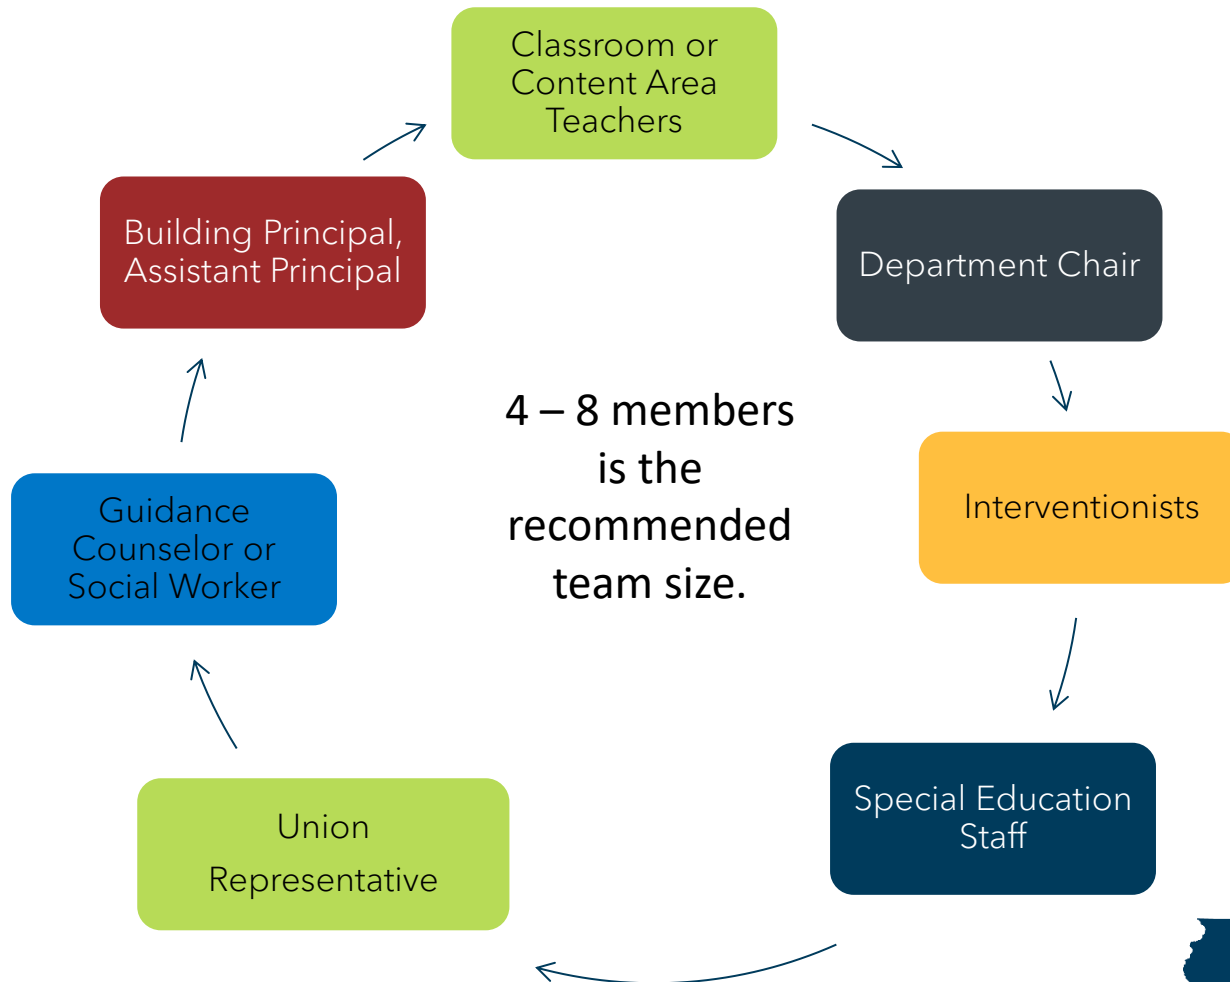 Classroom or
Content Area
Teachers
Building Principal,
Assistant Principal
Department Chair
4 – 8 members
is the
recommended
team size.
Guidance
Counselor or
Social Worker
Interventionists
Special Education
Staff
Union
Representative